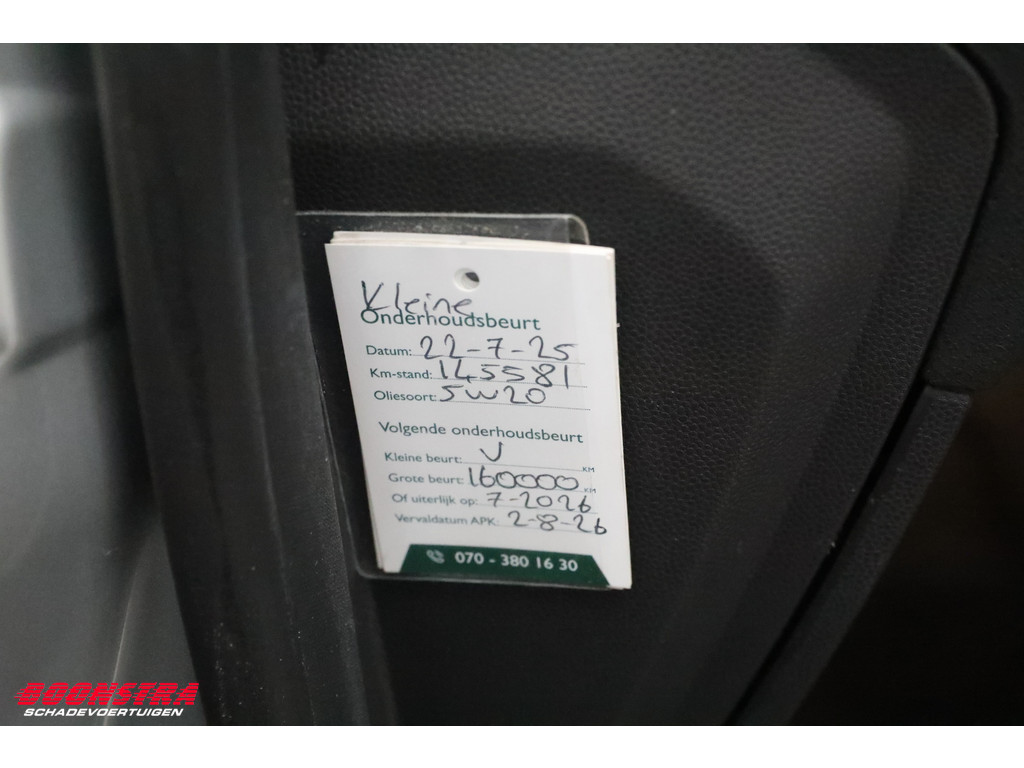 Kleine
Onderhoudsbeurt
Datum: 22-7-25
Km-stand: 145581
Oliesoort: 5W20
Volgende onderhoudsbeurt
Kleine beurt: V KM
Grote beurt: 160000 KM
Of uiterlijk op: 7-2026
Vervaldatum APK: 2-8-26
070 - 380 16 30
BOONSTRA
SCHADEVOERTUIGEN